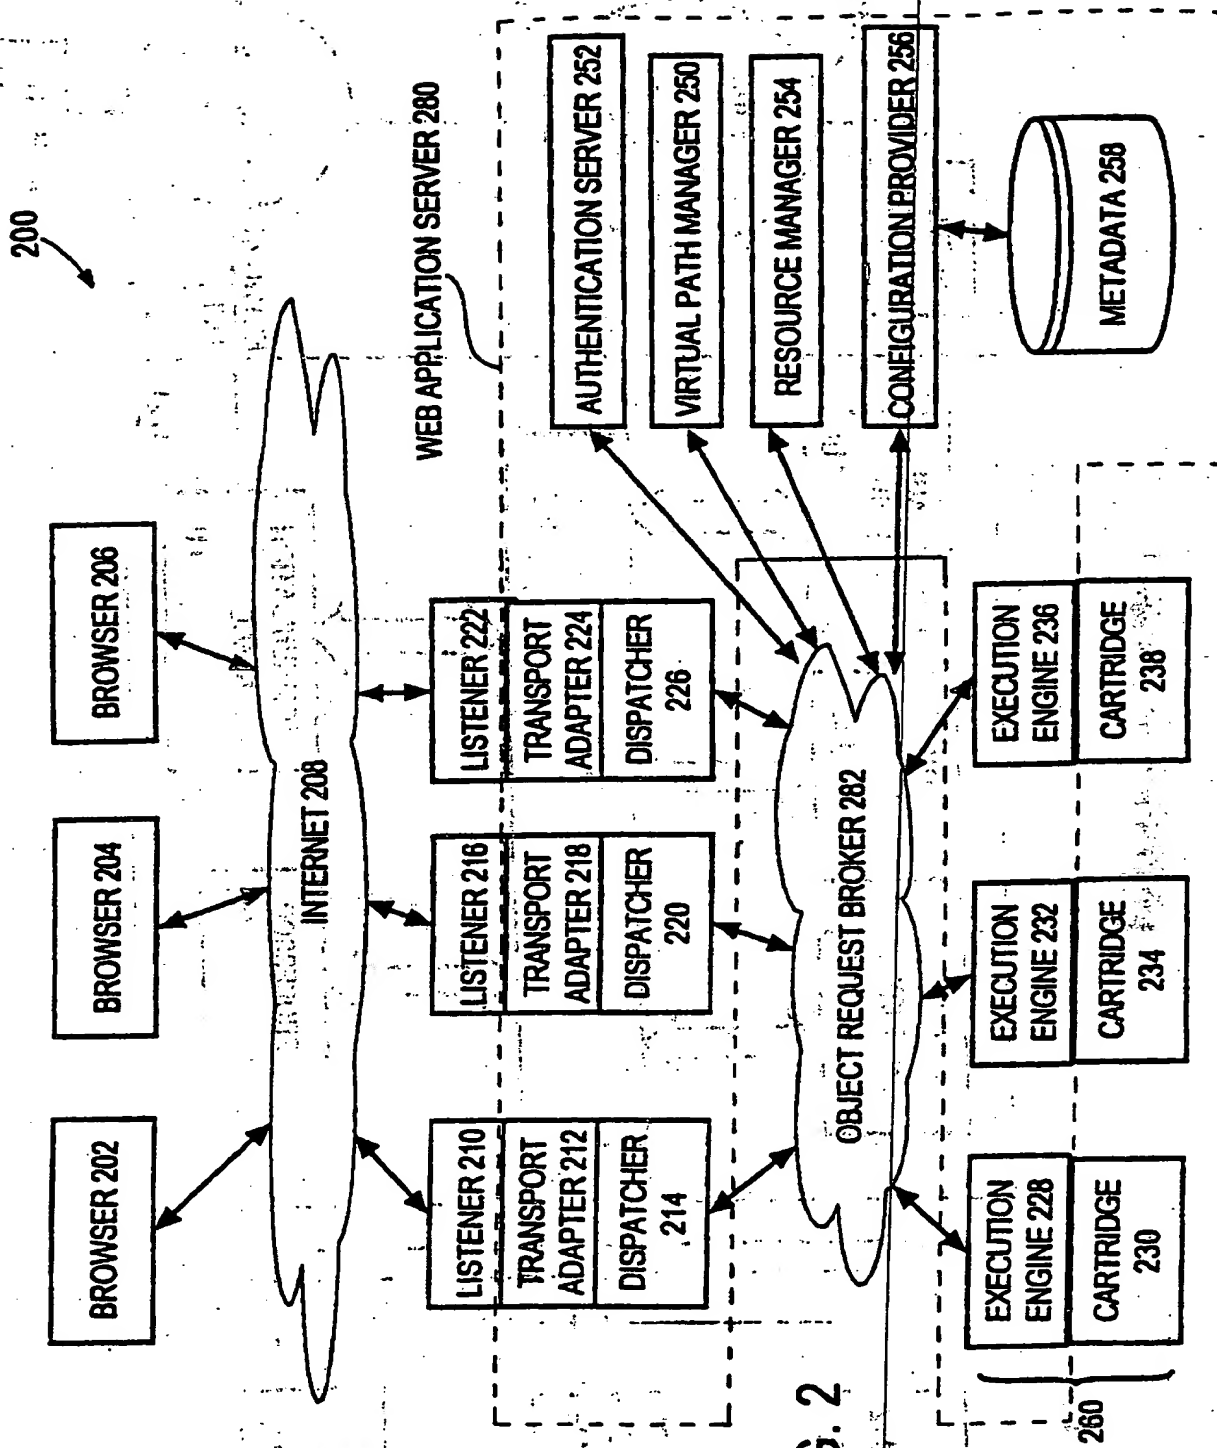 200
BROWSER 202
BROWSER 204
BROWSER 206
INTERNET 208
WEB APPLICATION SERVER 280
LISTENER 210
TRANSPORT
ADAPTER 212
DISPATCHER
214
LISTENER 216
TRANSPORT
ADAPTER 218
DISPATCHER
220
LISTENER 222
TRANSPORT
ADAPTER 224
DISPATCHER
226
AUTHENTICATION SERVER 252
VIRTUAL PATH MANAGER 250
RESOURCE MANAGER 254
CONFIGURATION PROVIDER 256
METADATA 258
OBJECT REQUEST BROKER 282
EXECUTION
ENGINE 228
CARTRIDGE
230
EXECUTION
ENGINE 232
CARTRIDGE
234
EXECUTION
ENGINE 236
CARTRIDGE
238
260
G. 2